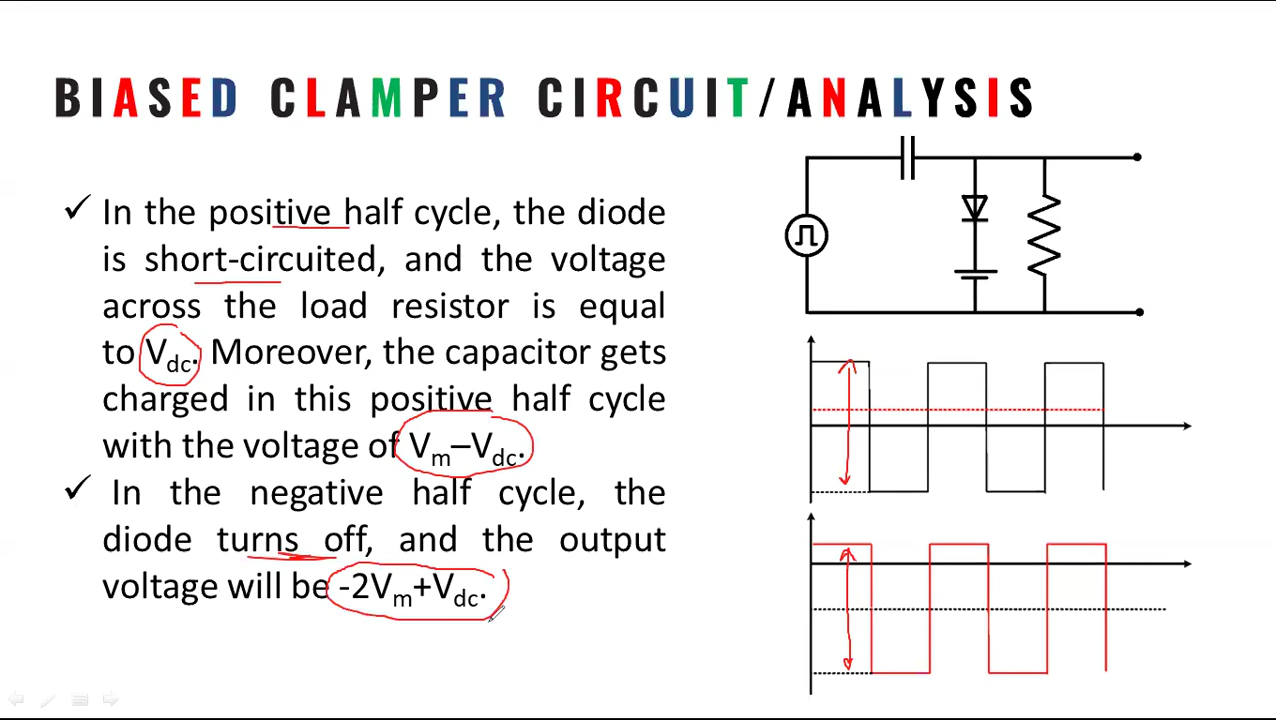 BIASED CLAMPER CIRCUIT/ANALYSIS
✓ In the positive half cycle, the diode
is short-circuited, and the voltage
across the load resistor is equal
to Vdc. Moreover, the capacitor gets
charged in this positive half cycle
with the voltage of Vm–Vdc.
✓ In the negative half cycle, the
diode turns off, and the output
voltage will be -2Vm+Vdc.